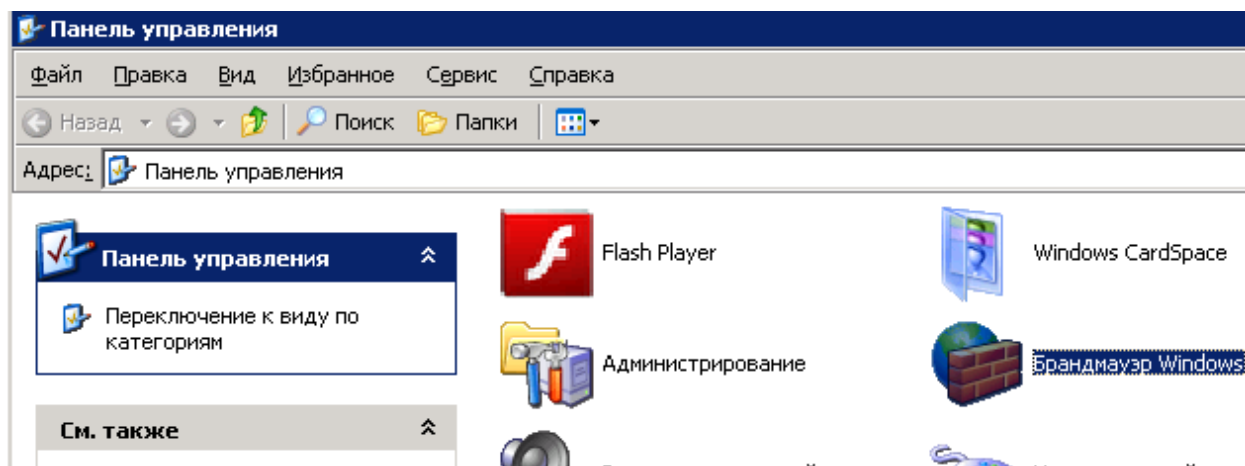 Панель управления
Файл Правка Вид Избранное Сервис Справка
Назад Поиск Папки
Адрес: Панель управления
Панель управления
Переключение к виду по
категориям
См. также
Flash Player
Windows CardSpace
Администрирование
Брандмауэр Windows